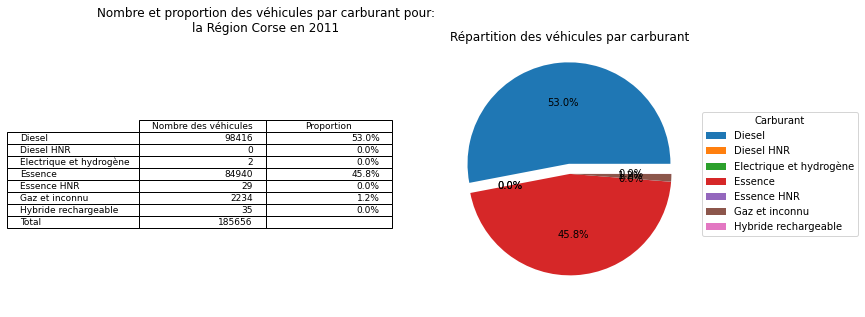 Nombre et proportion des véhicules par carburant pour:
la Région Corse en 2011
Nombre des véhicules Proportion
Diesel 98416 53.0%
Diesel HNR 0 0.0%
Electrique et hydrogène 2 0.0%
Essence 84940 45.8%
Essence HNR 29 0.0%
Gaz et inconnu 2234 1.2%
Hybride rechargeable 35 0.0%
Total 185656
Répartition des véhicules par carburant
53.0%
0.0%
45.8%
Carburant
Diesel
Diesel HNR
Electrique et hydrogène
Essence
Essence HNR
Gaz et inconnu
Hybride rechargeable